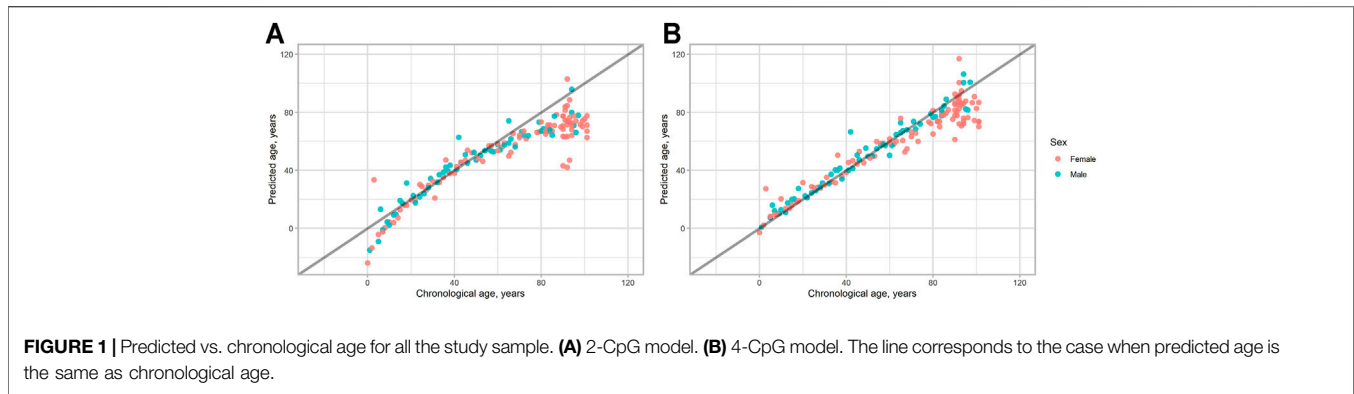 A
B
120
80
40
0
Predicted age, years
0
40
80
120
Chronological age, years
120
80
40
0
Predicted age, years
0
40
80
120
Chronological age, years
Sex
Female
Male
FIGURE 1 | Predicted vs. chronological age for all the study sample. (A) 2-CpG model. (B) 4-CpG model. The line corresponds to the case when predicted age is
the same as chronological age.